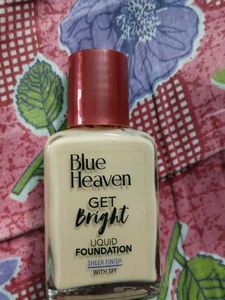 Blue
Heaven
GET
Bright
LIQUID
FOUNDATION
SHEER FINISH
WITH SPF